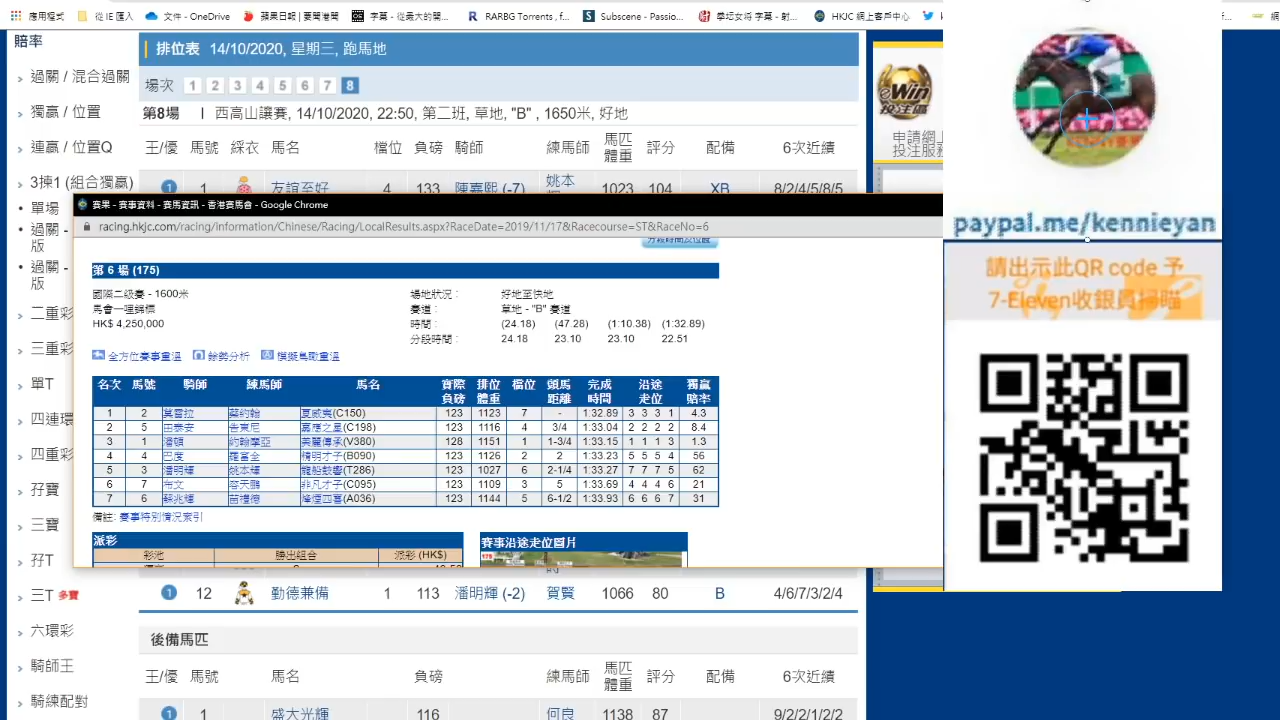 應用程式 從 IE 匯入 文件 - OneDrive 蘋果日報 | 要聞港聞 字幕 - 從最大的開... RARBG Torrents , f... Subscene - Passio... 學坛女将 字幕 - 射... HKJC 網上客戶中心
賠率
過關 / 混合過關
獨贏 / 位置
連贏 / 位置Q
3揀1 (組合獨贏)
單場
過關 -
版
過關 -
版
二重彩
三重彩
單T
四連環
四重彩
孖寶
三寶
孖T
三T 多寶
六環彩
騎師王
騎練配對
排位表 14/10/2020, 星期三, 跑馬地
場次 1 2 3 4 5 6 7 8
第8場 | 西高山讓賽, 14/10/2020, 22:50, 第二班, 草地, "B" , 1650米, 好地
王/優 馬號 綵衣 馬名 檔位 負磅 騎師 練馬師 馬匹體重 評分 配備 6次近績
1 1 友誼至好 4 133 陳嘉熙 (-7) 姚本 1023 104 XB 8/2/4/5/8/5
賽果 - 賽事資料 - 賽馬資訊 - 香港賽馬會 - Google Chrome
racing.hkjc.com/racing/information/Chinese/Racing/LocalResults.aspx?RaceDate=2019/11/17&Racecourse=ST&RaceNo=6
分段時間及位置
第 6 場 (175)
國際二級賽 - 1600米 場地狀況 : 好地至快地
馬會一哩錦標 賽道 : 草地 - "B" 賽道
HK$ 4,250,000 時間 : (24.18) (47.28) (1:10.38) (1:32.89)
分段時間 : 24.18 23.10 23.10 22.51
全方位賽事重溫 餘勢分析 模擬鳥瞰重溫
名次 馬號 騎師 練馬師 馬名 實際負磅 排位體重 檔位 頭馬距離 完成時間 沿途走位 獨贏賠率
1 2 莫雷拉 蔡約翰 夏威夷(C150) 123 1123 7 - 1:32.89 3 3 3 1 4.3
2 5 田泰安 告東尼 嘉應之星(C198) 123 1116 4 3/4 1:33.04 2 2 2 2 8.4
3 1 潘頓 約翰摩亞 美麗傳承(V380) 128 1151 1 1-3/4 1:33.15 1 1 1 3 1.3
4 4 巴度 羅富全 精明才子(B090) 123 1126 2 2 1:33.23 5 5 5 4 56
5 3 潘明輝 姚本輝 龍船鼓響(T286) 123 1027 6 2-1/4 1:33.27 7 7 7 5 62
6 7 布文 容天鵬 非凡才子(C095) 123 1109 3 5 1:33.69 4 4 4 6 21
7 6 蘇兆輝 苗禮德 烽煙四喜(A036) 123 1144 5 6-1/2 1:33.93 6 6 6 7 31
備註: 賽事特別情況索引
派彩 賽事沿途走位圖片
彩池 勝出組合 派彩 (HK$)
175
1 12 勤德兼備 1 113 潘明輝 (-2) 賀賢 1066 80 B 4/6/7/3/2/4
後備馬匹
王/優 馬號 馬名 負磅 練馬師 馬匹體重 評分 配備 6次近績
1 1 盛大光輝 116 何良 1138 87 9/2/2/1/2/2
eWin
投注區
申請網上
投注服務
paypal.me/kennieyan
請出示此QR code 予
7-Eleven收銀員掃瞄